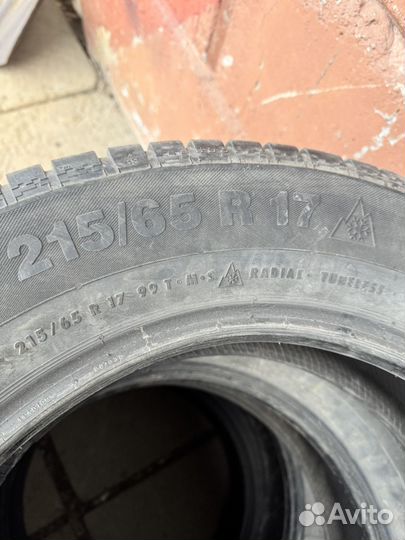 215/65 R 17
215/65 R 17 99 T · M·S RADIAL · TUBELESS
Avito